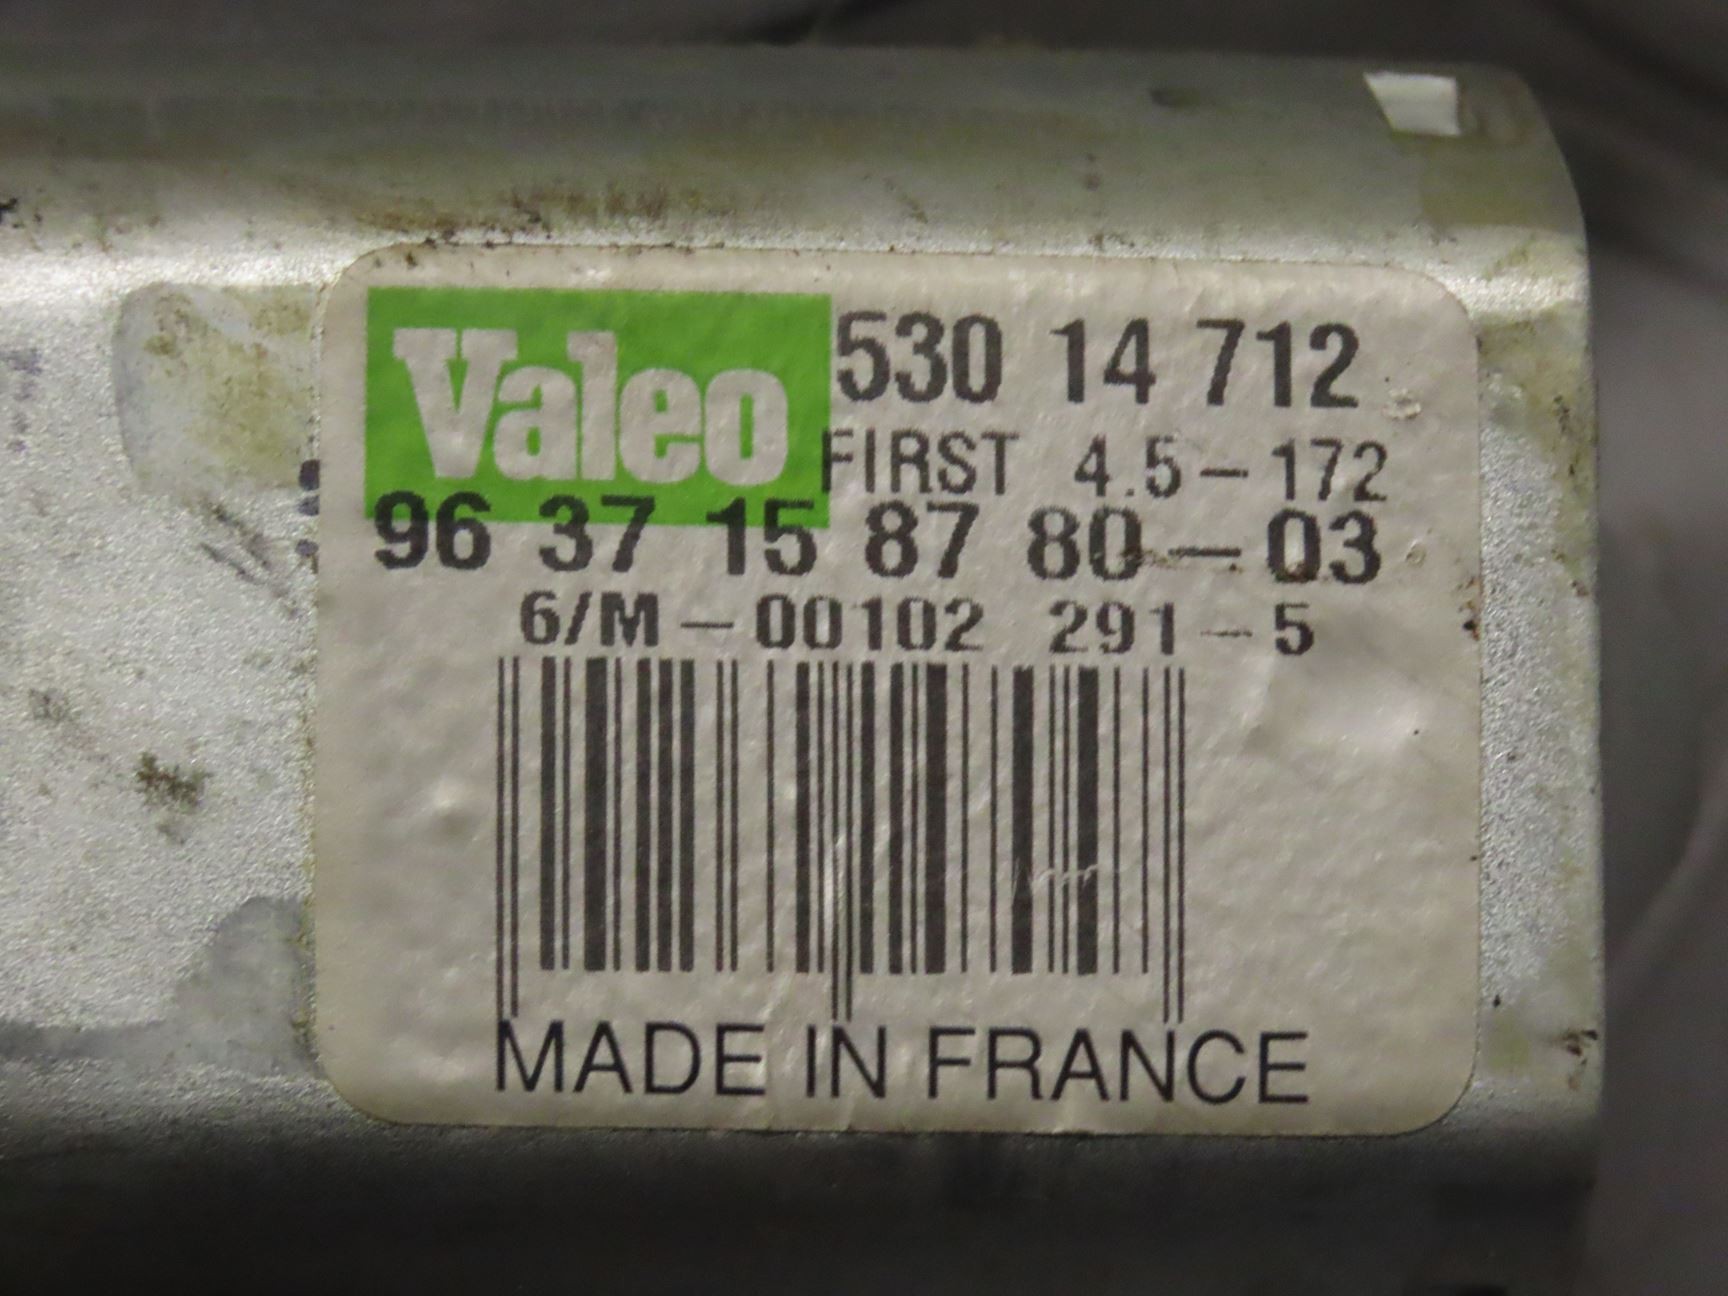 Valeo 530 14 712
FIRST 4.5-172
96 37 15 87 80-03
6/M-00102 291-5
MADE IN FRANCE